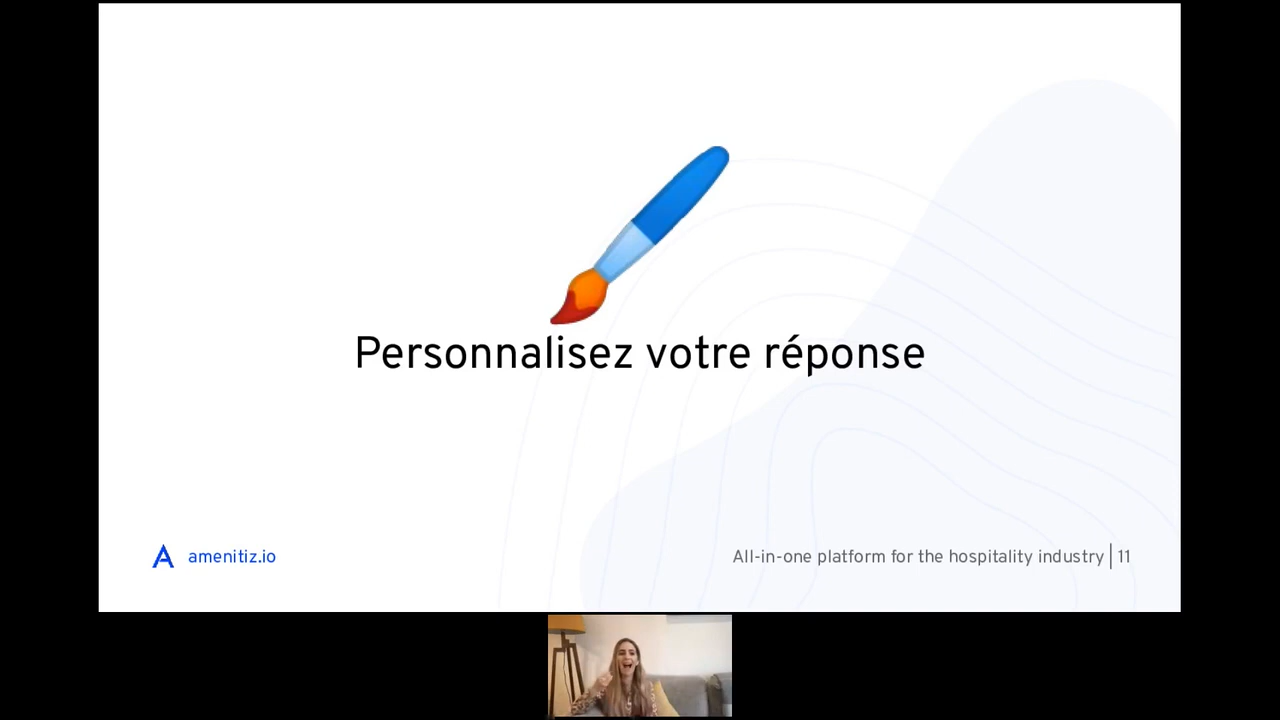 Personnalisez votre réponse
amenitiz.io
All-in-one platform for the hospitality industry | 11